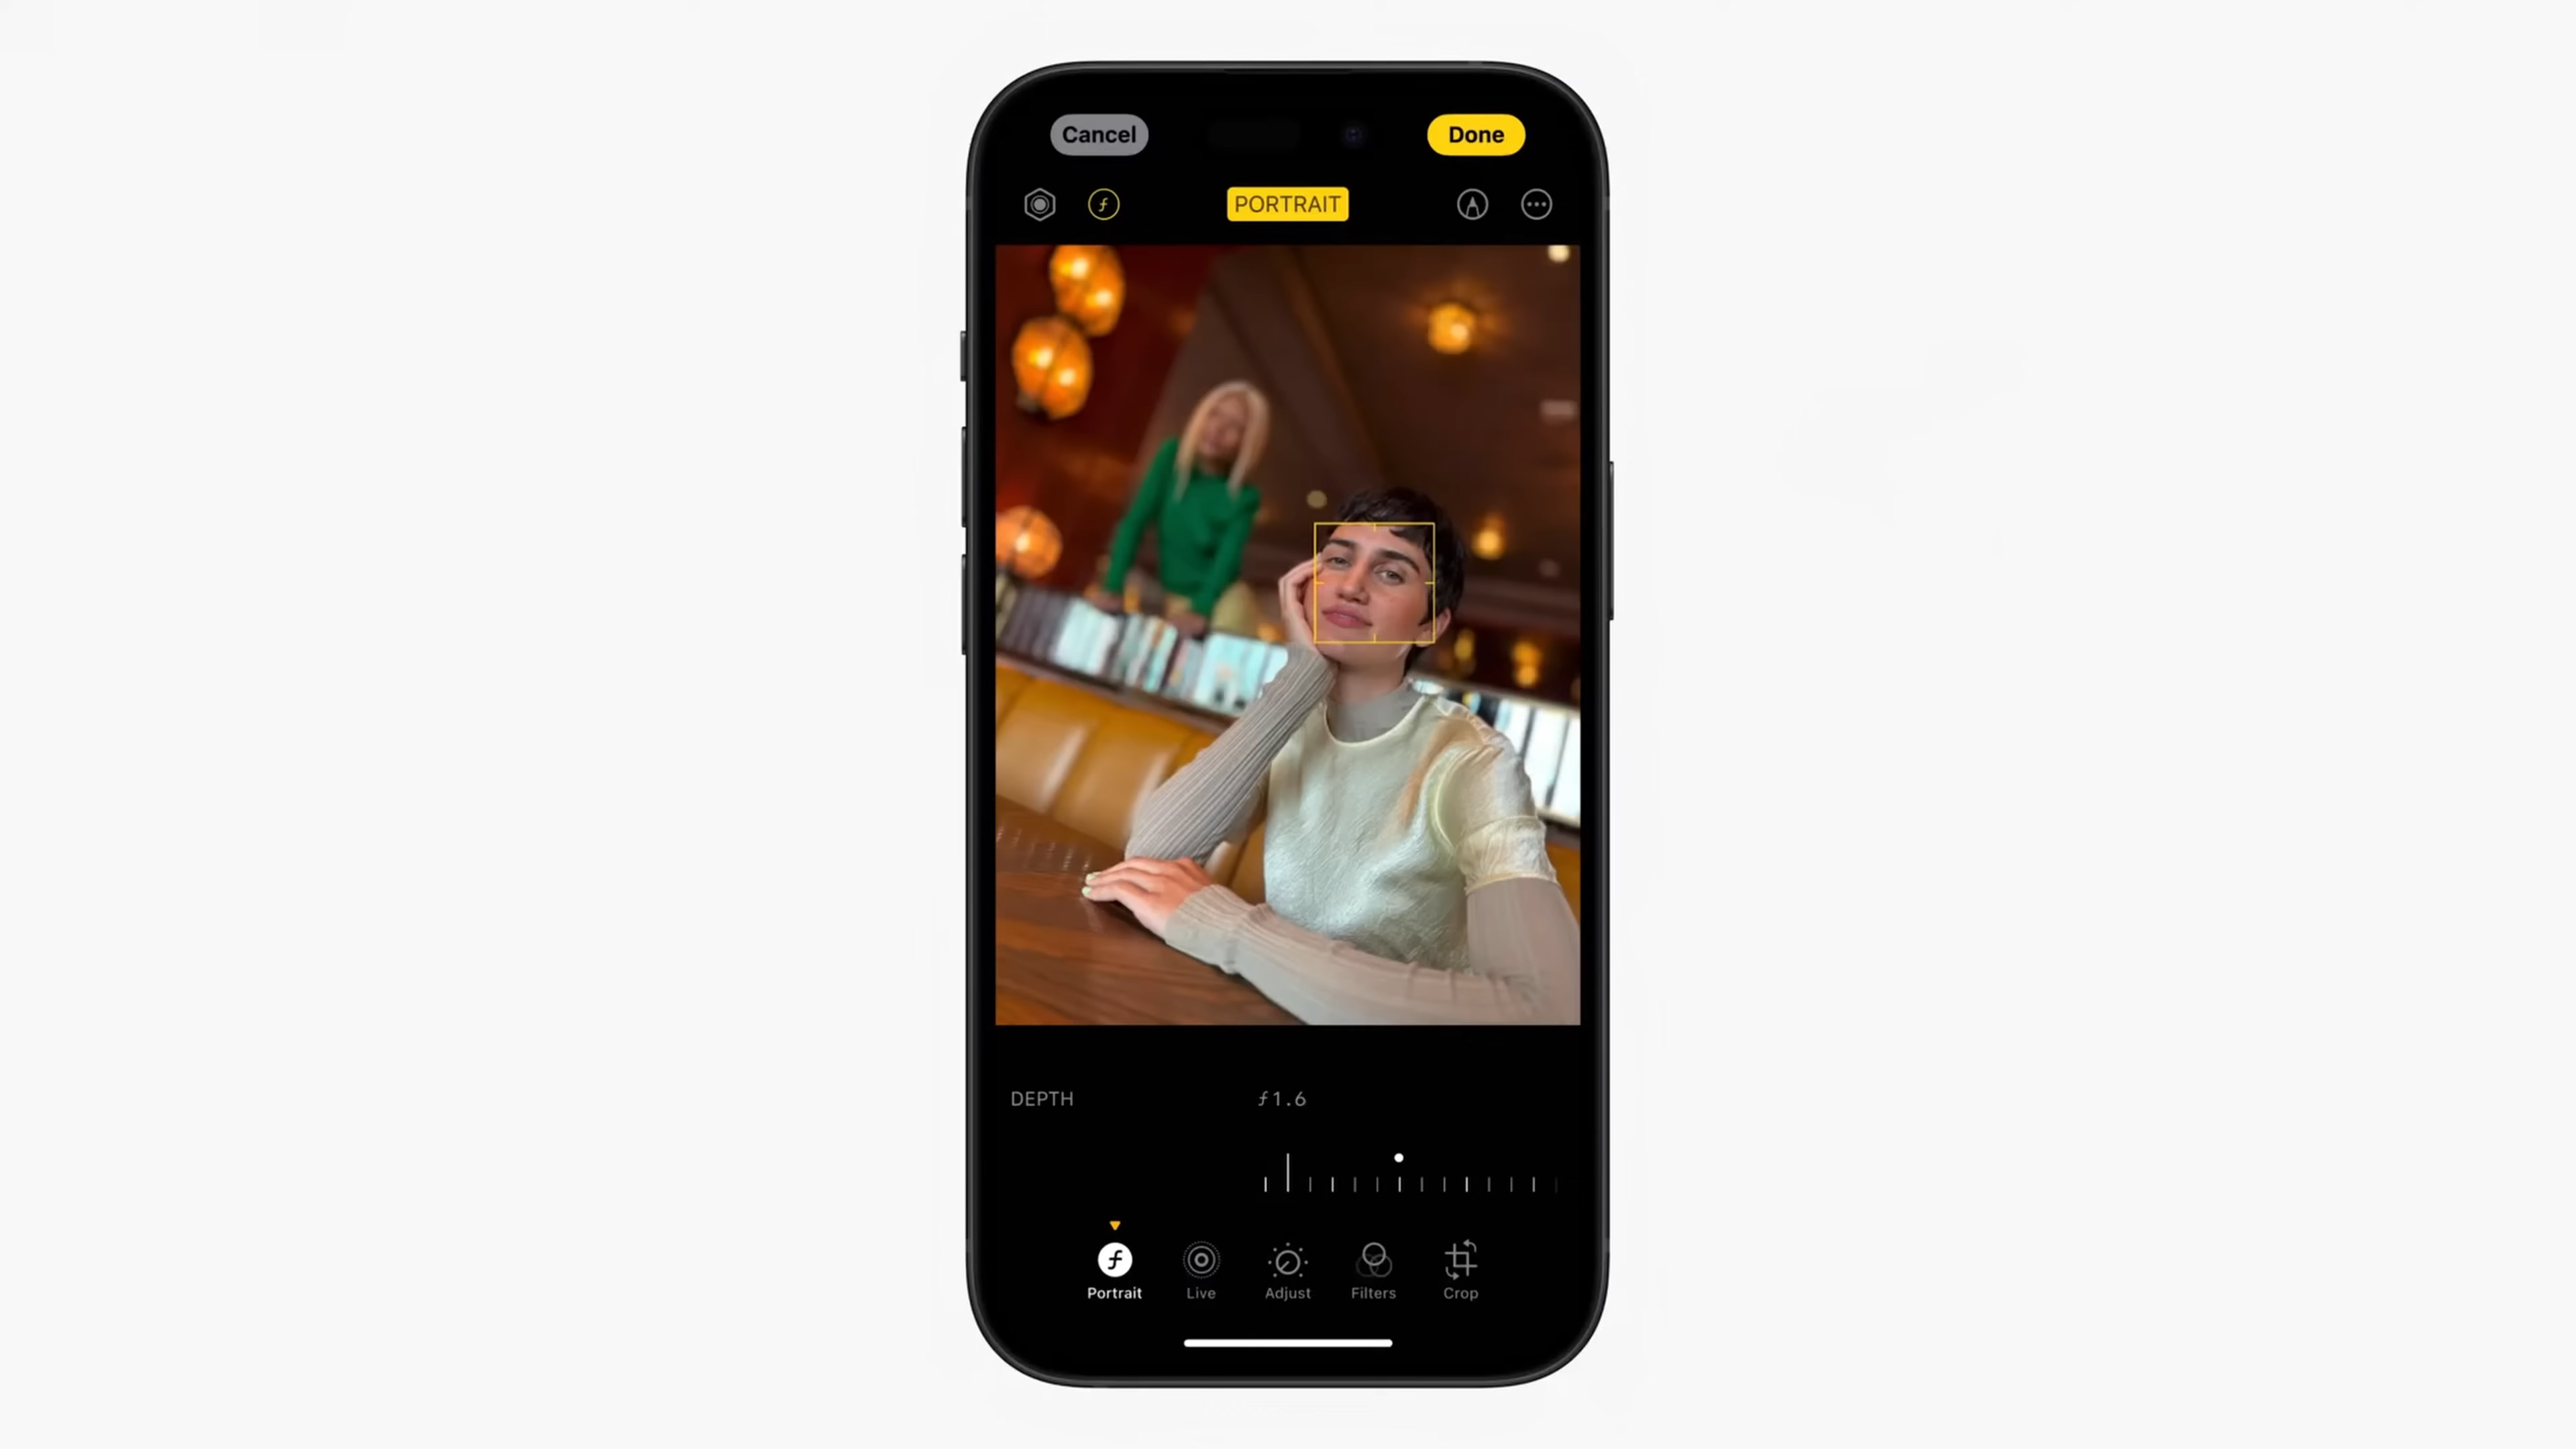 Cancel
Done
PORTRAIT
DEPTH
ƒ1.6
Portrait
Live
Adjust
Filters
Crop